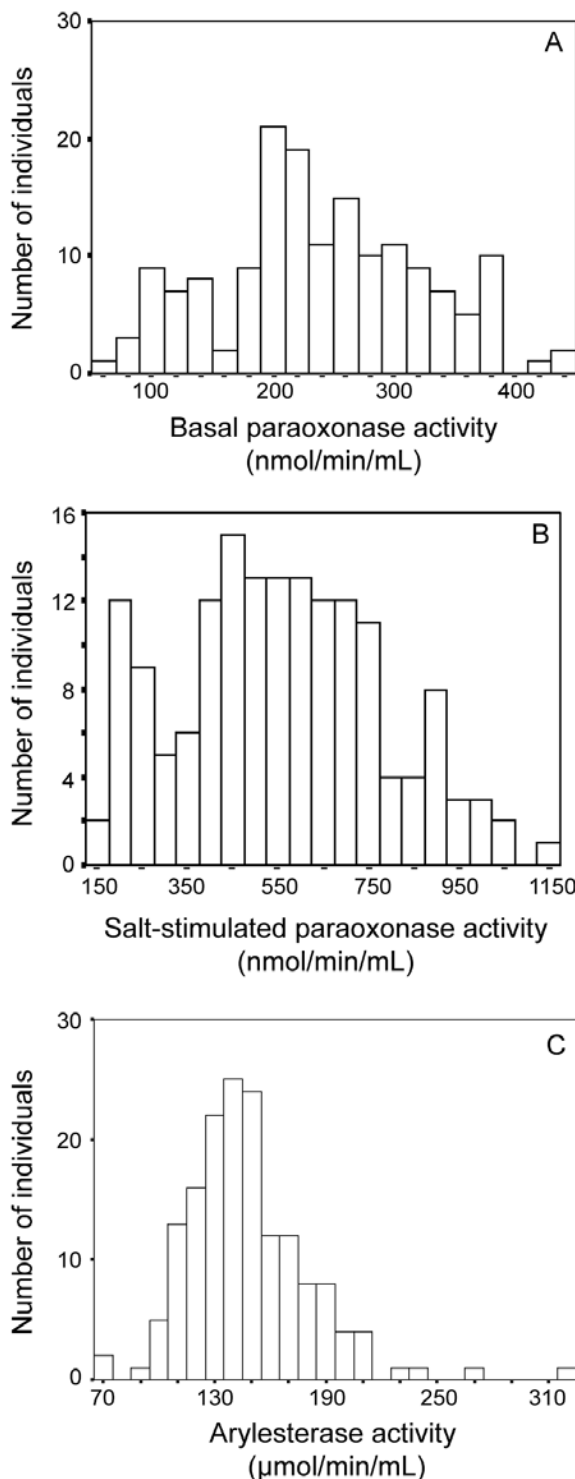 30
A
20
10
0
Number of individuals
100 200 300 400
Basal paraoxonase activity
(nmol/min/mL)
16
B
12
8
4
0
Number of individuals
150 350 550 750 950 1150
Salt-stimulated paraoxonase activity
(nmol/min/mL)
30
C
20
10
0
Number of individuals
70 130 190 250 310
Arylesterase activity
(µmol/min/mL)